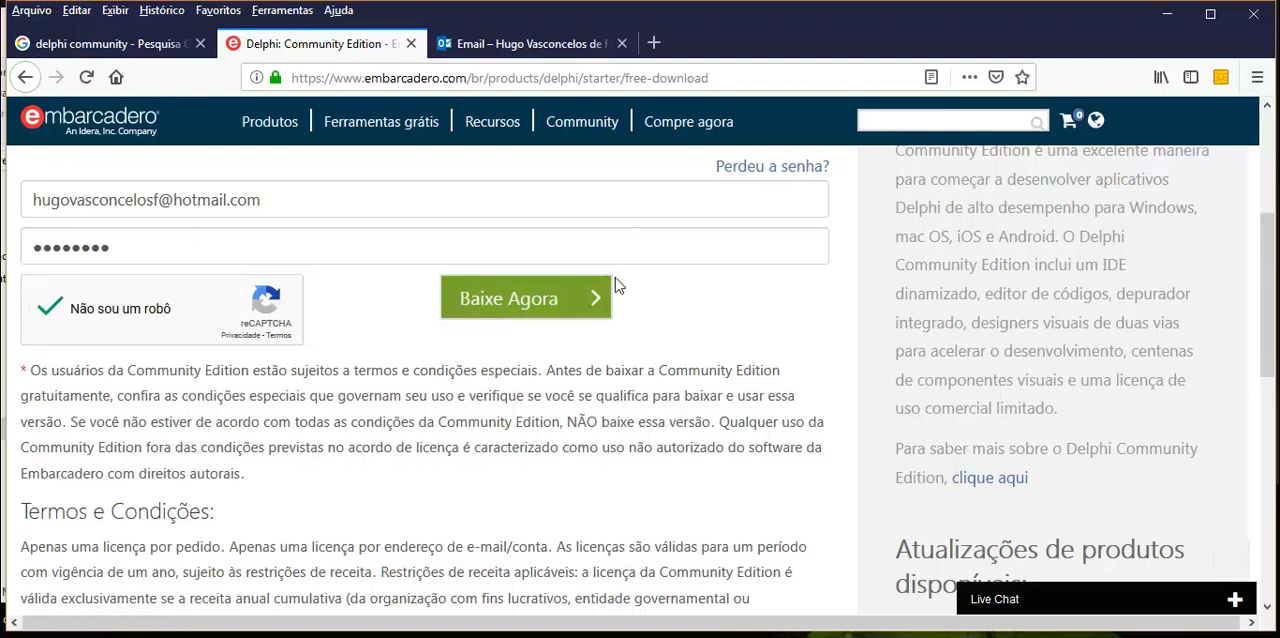 Arquivo Editar Exibir Histórico Favoritos Ferramentas Ajuda
delphi community - Pesquisa G
Delphi: Community Edition - E
Email – Hugo Vasconcelos de F
https://www.embarcadero.com/br/products/delphi/starter/free-download
embarcadero
An Idera, Inc. Company
Produtos Ferramentas grátis Recursos Community Compre agora
0
Perdeu a senha?
hugovasconcelosf@hotmail.com
••••••••
Não sou um robô
reCAPTCHA
Privacidade - Termos
Baixe Agora
* Os usuários da Community Edition estão sujeitos a termos e condições especiais. Antes de baixar a Community Edition
gratuitamente, confira as condições especiais que governam seu uso e verifique se você se qualifica para baixar e usar essa
versão. Se você não estiver de acordo com todas as condições da Community Edition, NÃO baixe essa versão. Qualquer uso da
Community Edition fora das condições previstas no acordo de licença é caracterizado como uso não autorizado do software da
Embarcadero com direitos autorais.
Termos e Condições:
Apenas uma licença por pedido. Apenas uma licença por endereço de e-mail/conta. As licenças são válidas para um período
com vigência de um ano, sujeito às restrições de receita. Restrições de receita aplicáveis: a licença da Community Edition é
válida exclusivamente se a receita anual cumulativa (da organização com fins lucrativos, entidade governamental ou
Community Edition é uma excelente maneira
para começar a desenvolver aplicativos
Delphi de alto desempenho para Windows,
mac OS, iOS e Android. O Delphi
Community Edition inclui um IDE
dinamizado, editor de códigos, depurador
integrado, designers visuais de duas vias
para acelerar o desenvolvimento, centenas
de componentes visuais e uma licença de
uso comercial limitado.
Para saber mais sobre o Delphi Community
Edition, clique aqui
Atualizações de produtos
disponíveis:
Live Chat